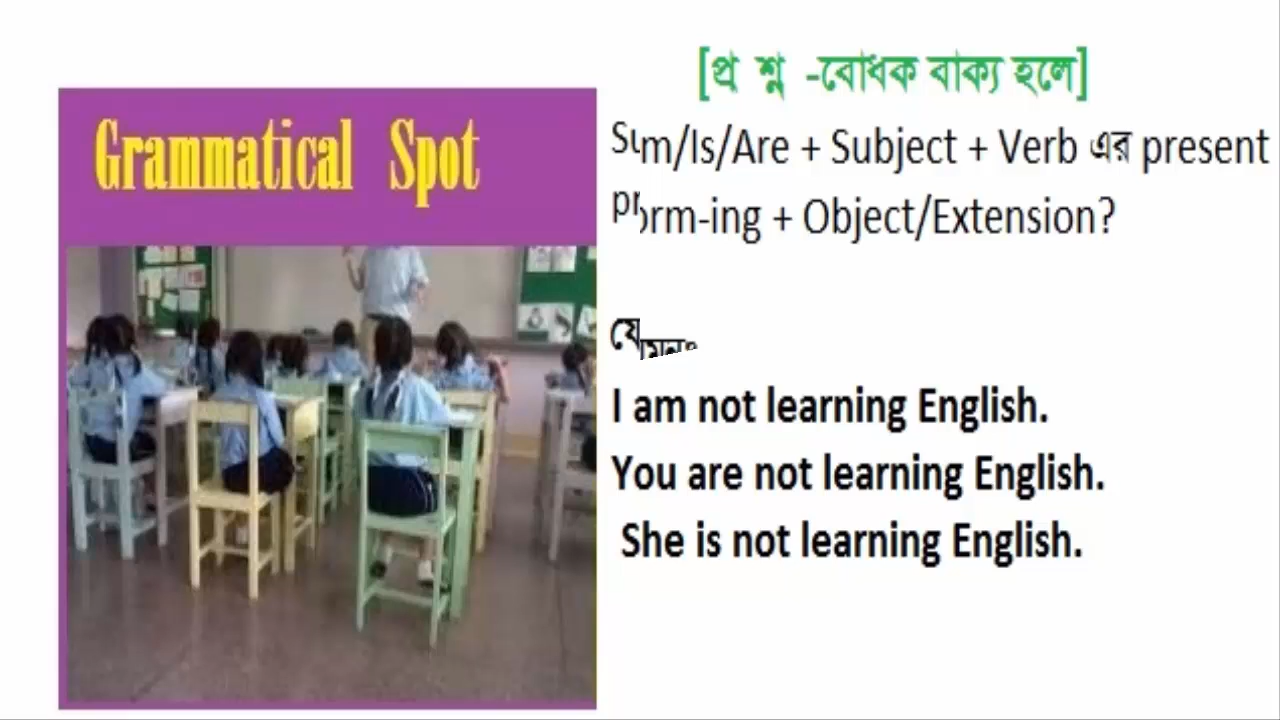 Grammatical Spot
[প্র শ্ন -বোধক বাক্য হলে]
m/Is/Are + Subject + Verb এর present
orm-ing + Object/Extension?
I am not learning English.
You are not learning English.
She is not learning English.